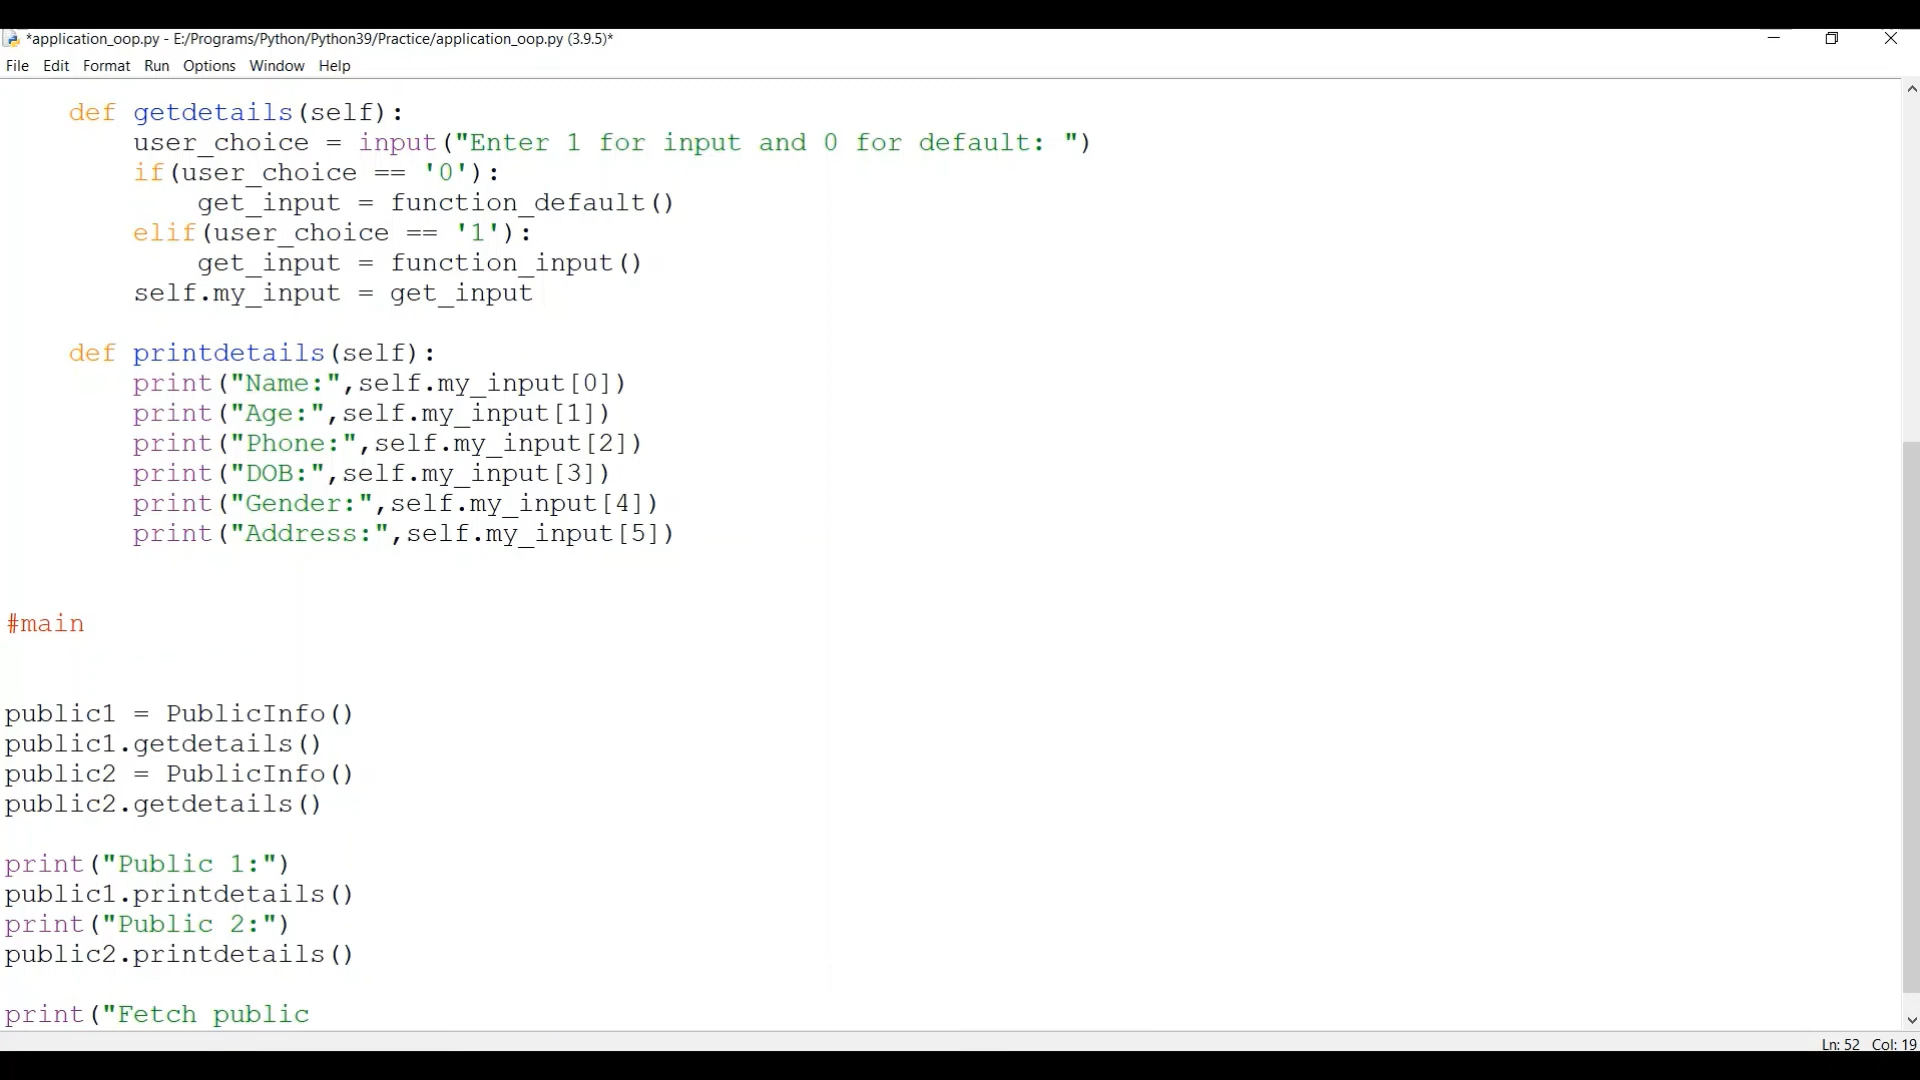 *application_oop.py - E:/Programs/Python/Python39/Practice/application_oop.py (3.9.5)*
File Edit Format Run Options Window Help
    def getdetails(self):
        user_choice = input("Enter 1 for input and 0 for default: ")
        if(user_choice == '0'):
            get_input = function_default()
        elif(user_choice == '1'):
            get_input = function_input()
        self.my_input = get_input
    def printdetails(self):
        print("Name:",self.my_input[0])
        print("Age:",self.my_input[1])
        print("Phone:",self.my_input[2])
        print("DOB:",self.my_input[3])
        print("Gender:",self.my_input[4])
        print("Address:",self.my_input[5])
#main
public1 = PublicInfo()
public1.getdetails()
public2 = PublicInfo()
public2.getdetails()
print("Public 1:")
public1.printdetails()
print("Public 2:")
public2.printdetails()
print("Fetch public
Ln: 52 Col: 19